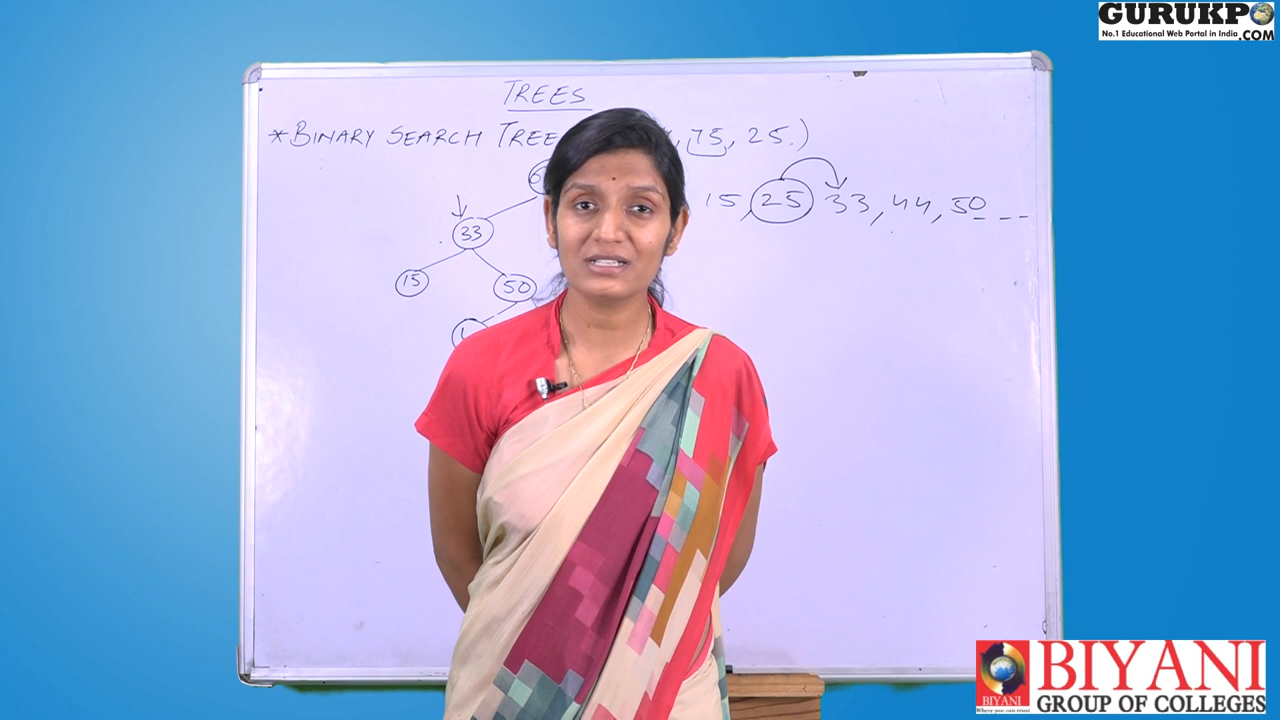 GURUKPO
No.1 Educational Web Portal in India .COM
TREES
*BINARY SEARCH TREE , 75, 25.)
15, 25 33, 44, 50
33
15 50
BIYANI
BIYANI
GROUP OF COLLEGES